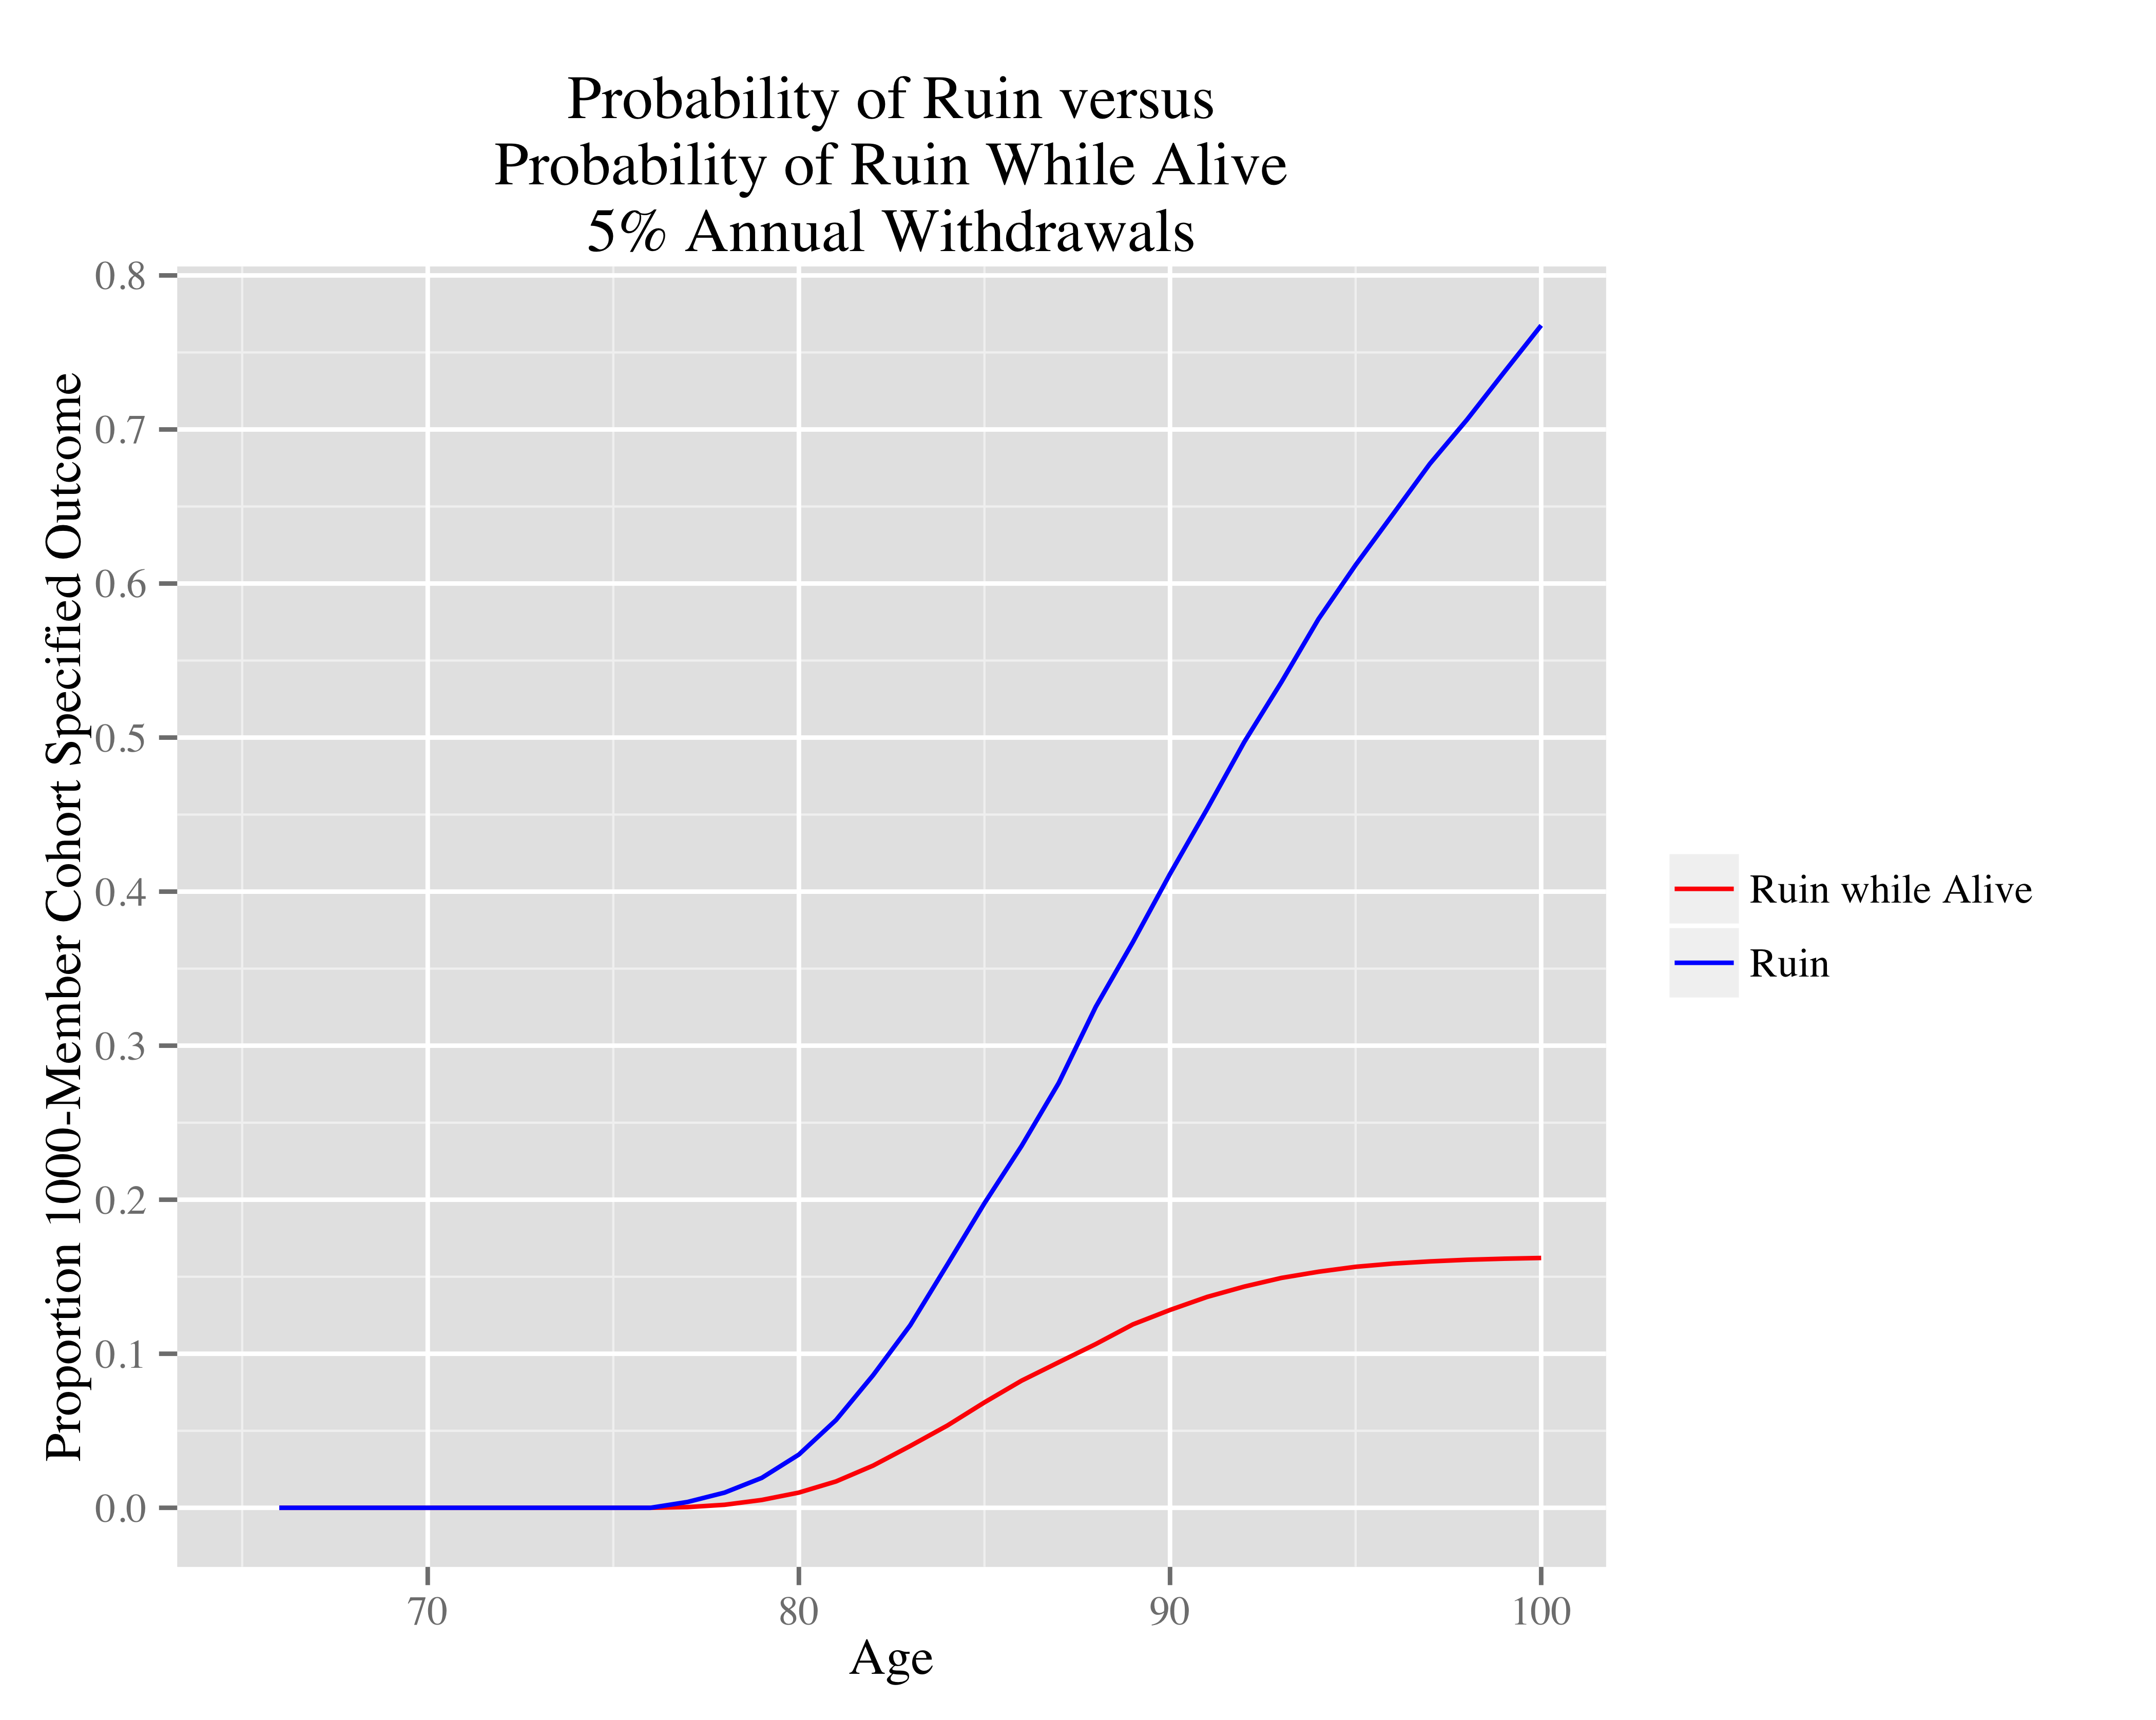 Probability of Ruin versus
Probability of Ruin While Alive
5% Annual Withdrawals
Proportion 1000-Member Cohort Specified Outcome
0.8
0.7
0.6
0.5
0.4
0.3
0.2
0.1
0.0
70
80
90
100
Age
Ruin while Alive
Ruin